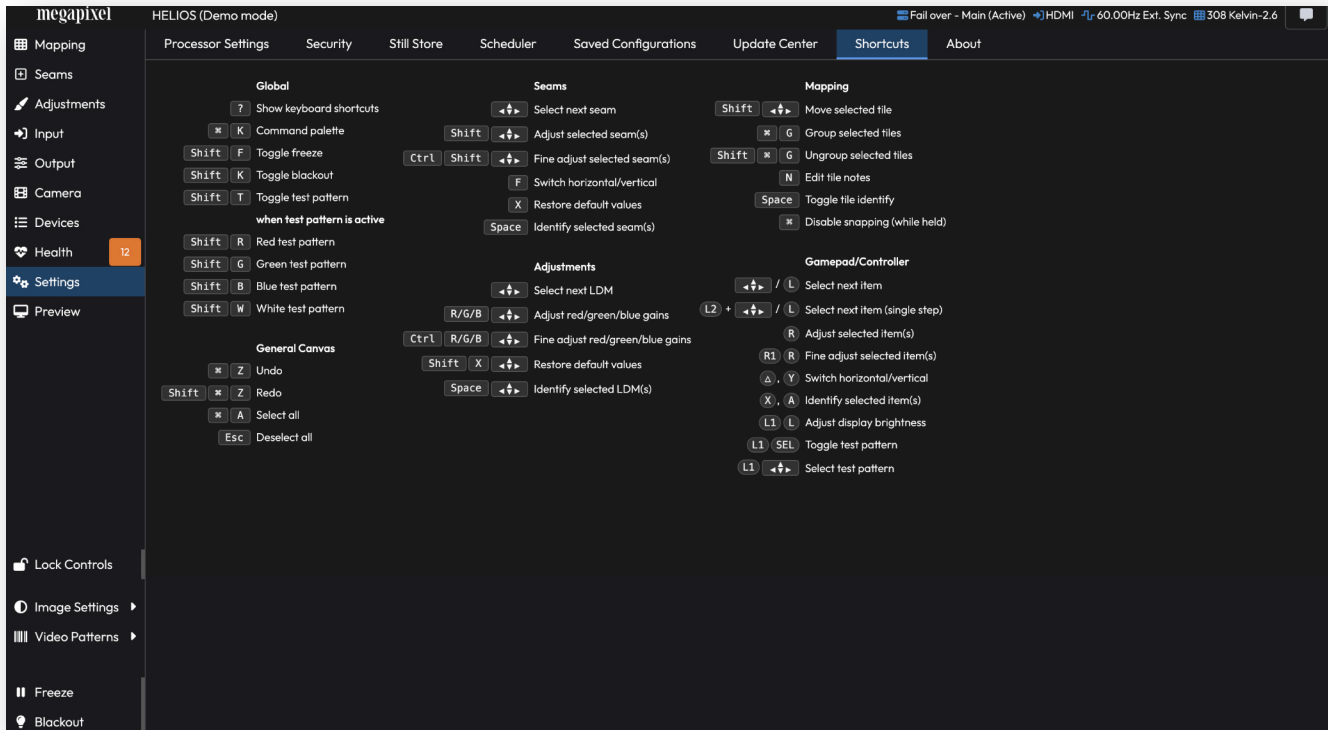 megapixel
HELIOS (Demo mode)
Fail over - Main (Active) HDMI 60.00Hz Ext. Sync 308 Kelvin-2.6
Mapping
Seams
Adjustments
Input
Output
Camera
Devices
Health 12
Settings
Preview
Lock Controls
Image Settings
Video Patterns
Freeze
Blackout
Processor Settings Security Still Store Scheduler Saved Configurations Update Center Shortcuts About
Global
? Show keyboard shortcuts
⌘ K Command palette
Shift F Toggle freeze
Shift K Toggle blackout
Shift T Toggle test pattern
when test pattern is active
Shift R Red test pattern
Shift G Green test pattern
Shift B Blue test pattern
Shift W White test pattern
General Canvas
⌘ Z Undo
Shift ⌘ Z Redo
⌘ A Select all
Esc Deselect all
Seams
Select next seam
Shift Adjust selected seam(s)
Ctrl Shift Fine adjust selected seam(s)
F Switch horizontal/vertical
X Restore default values
Space Identify selected seam(s)
Adjustments
Select next LDM
R/G/B Adjust red/green/blue gains
Ctrl R/G/B Fine adjust red/green/blue gains
Shift X Restore default values
Space Identify selected LDM(s)
Mapping
Shift Move selected tile
⌘ G Group selected tiles
Shift ⌘ G Ungroup selected tiles
N Edit tile notes
Space Toggle tile identify
⌘ Disable snapping (while held)
Gamepad/Controller
/ L Select next item
L2 + / L Select next item (single step)
R Adjust selected item(s)
R1 R Fine adjust selected item(s)
△, Y Switch horizontal/vertical
X, A Identify selected item(s)
L1 L Adjust display brightness
L1 SEL Toggle test pattern
L1 Select test pattern